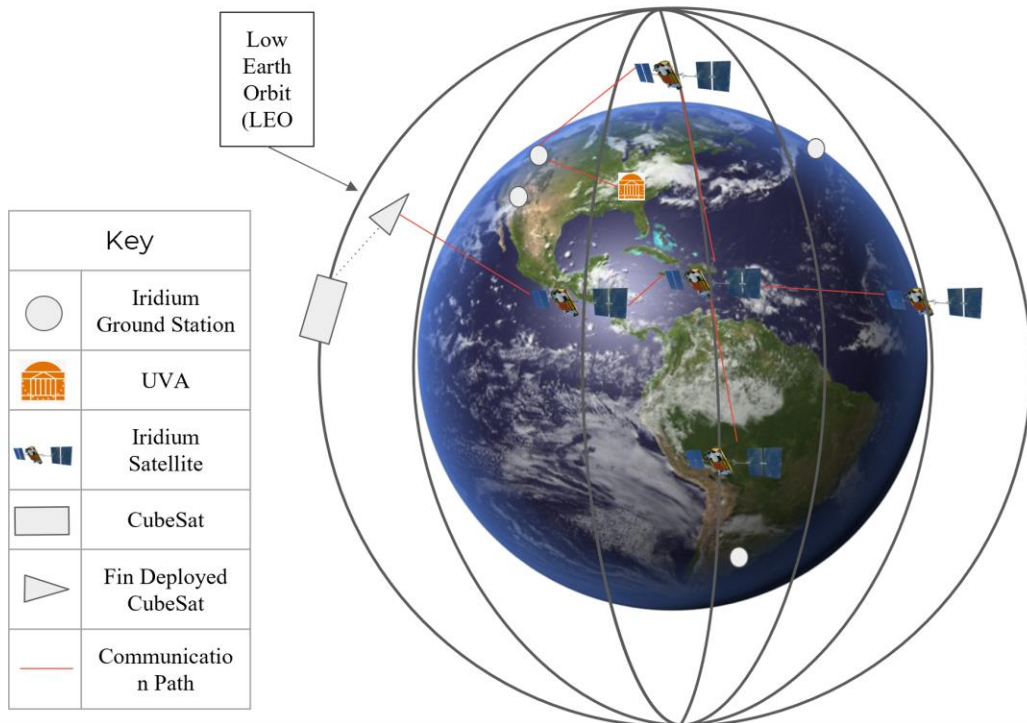 Low
Earth
Orbit
(LEO
Key
Iridium
Ground Station
UVA
Iridium
Satellite
CubeSat
Fin Deployed
CubeSat
Communicatio
n Path